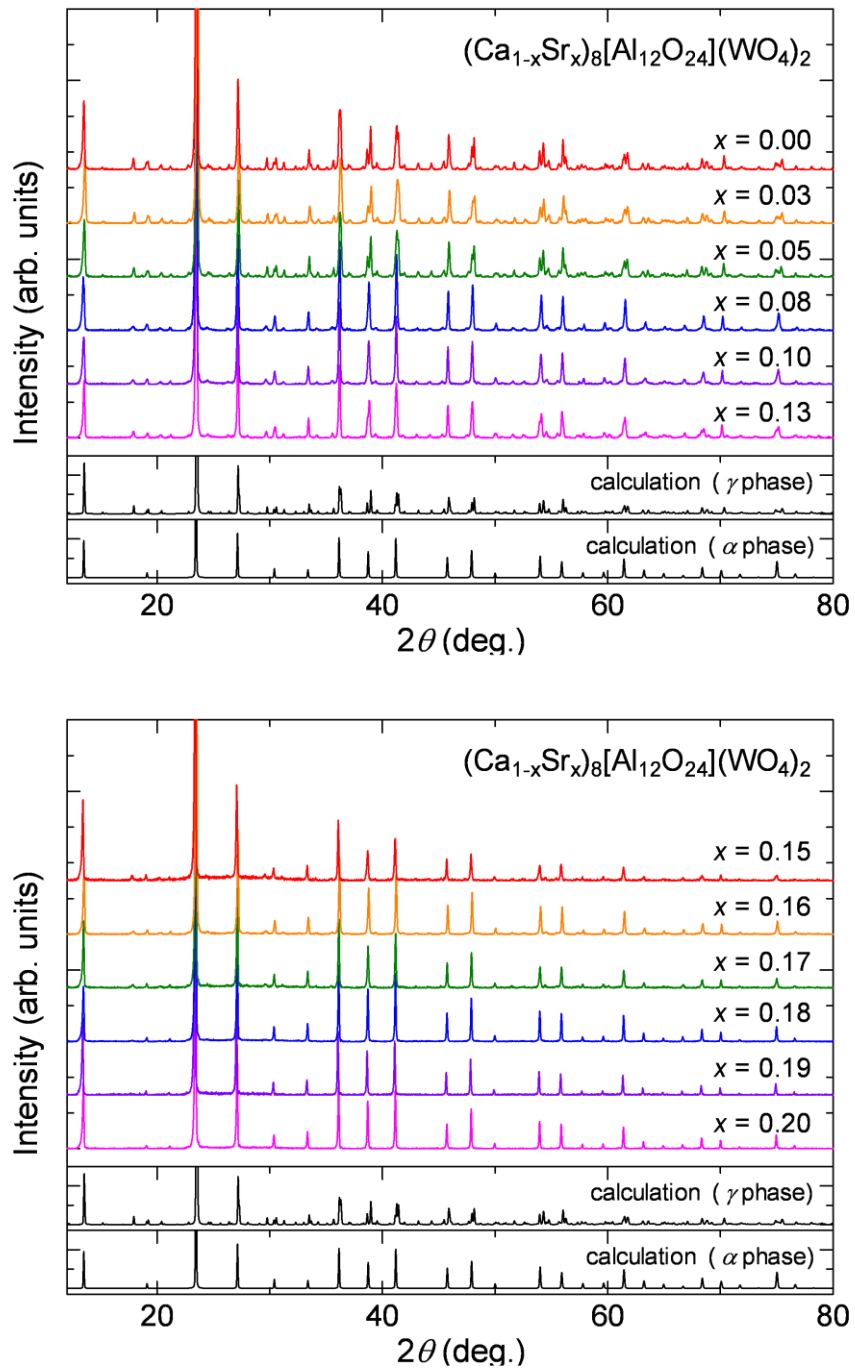 (Ca1-xSrx)8[Al12O24](WO4)2
Intensity (arb. units)
x = 0.00
x = 0.03
x = 0.05
x = 0.08
x = 0.10
x = 0.13
calculation ( γ phase)
calculation ( α phase)
20 40 60 80
2θ (deg.)
(Ca1-xSrx)8[Al12O24](WO4)2
Intensity (arb. units)
x = 0.15
x = 0.16
x = 0.17
x = 0.18
x = 0.19
x = 0.20
calculation ( γ phase)
calculation ( α phase)
20 40 60 80
2θ (deg.)